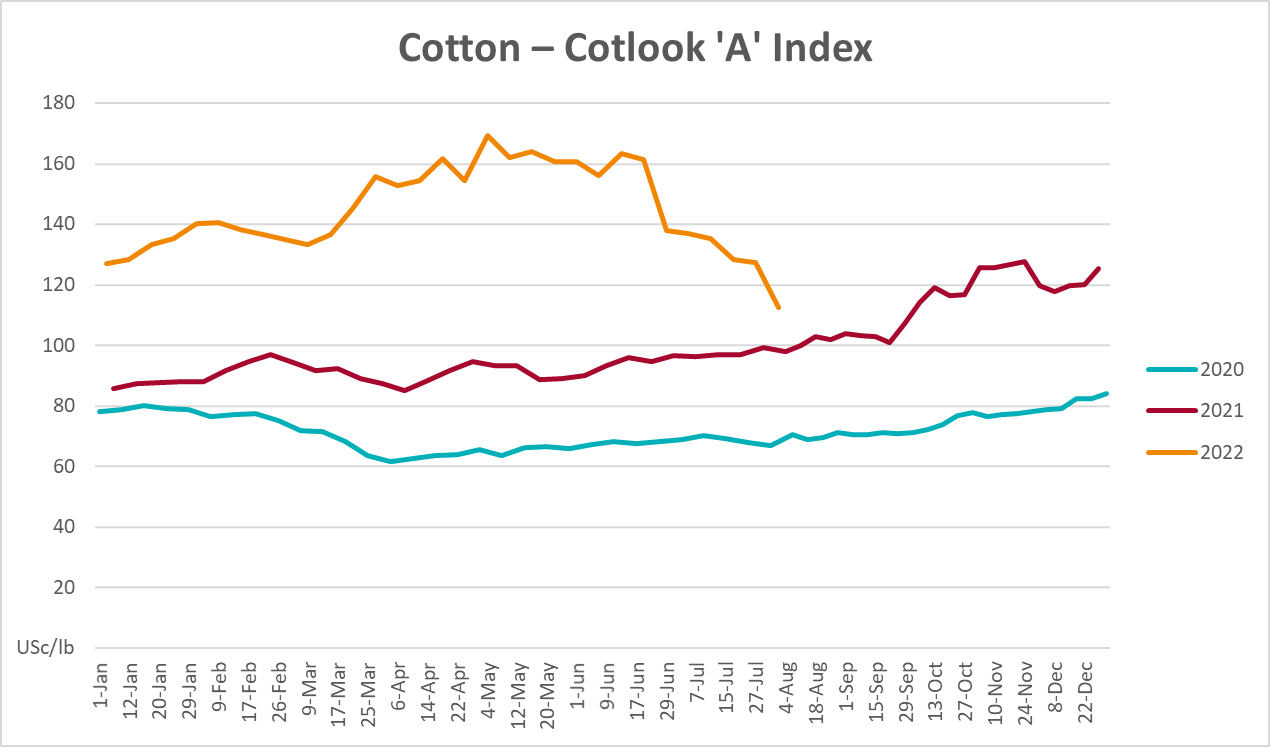 Cotton – Cotlook 'A' Index
180
160
140
120
100
80
60
40
20
USc/lb
1-Jan
12-Jan
20-Jan
29-Jan
9-Feb
17-Feb
26-Feb
9-Mar
17-Mar
25-Mar
6-Apr
14-Apr
22-Apr
4-May
12-May
20-May
1-Jun
9-Jun
17-Jun
29-Jun
7-Jul
15-Jul
27-Jul
4-Aug
18-Aug
1-Sep
15-Sep
29-Sep
13-Oct
27-Oct
10-Nov
24-Nov
8-Dec
22-Dec
2020
2021
2022